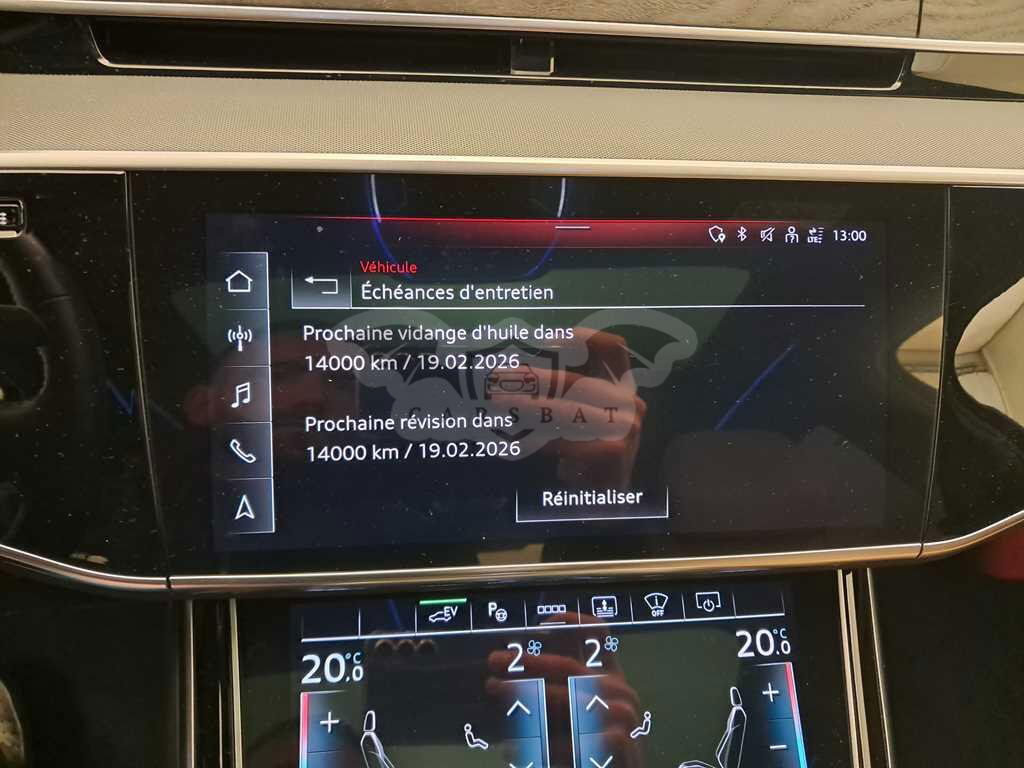 13:00
Véhicule
Échéances d'entretien
Prochaine vidange d'huile dans
14000 km / 19.02.2026
CARSBAT
Prochaine révision dans
14000 km / 19.02.2026
Réinitialiser
EV
P
OFF
20.0 °C
2
2
20.0 °C